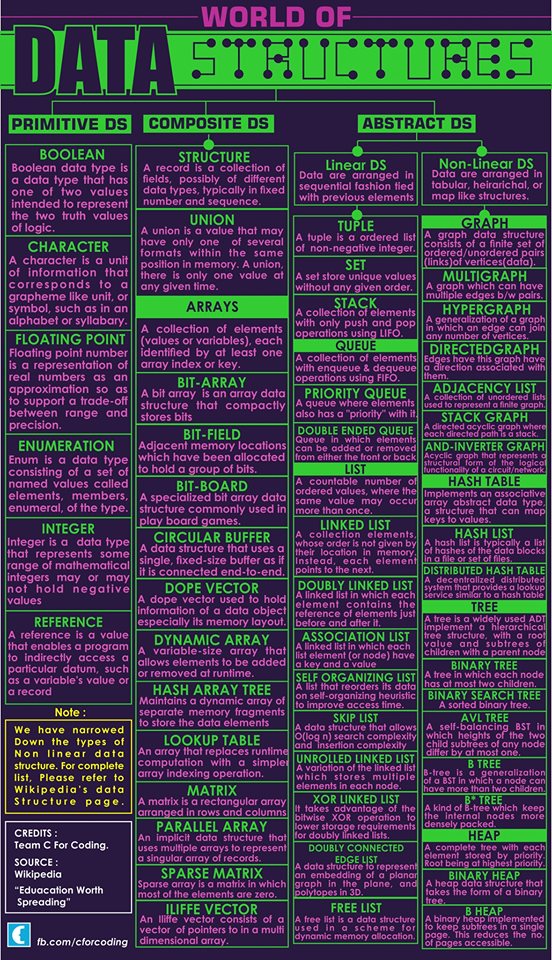 WORLD OF
DATA STRUCTURES
PRIMITIVE DS
BOOLEAN
Boolean data type is
a data type that has
one of two values
intended to represent
the two truth values
of logic.
CHARACTER
A character is a unit
of information that
corresponds to a
grapheme like unit, or
symbol, such as in an
alphabet or syllabary.
FLOATING POINT
Floating point number
is a representation of
real numbers as an
approximation so as
to support a trade-off
between range and
precision.
ENUMERATION
Enum is a data type
consisting of a set of
named values called
elements, members,
enumeral, of the type.
INTEGER
Integer is a data type
that represents some
range of mathematical
integers may or may
not hold negative
values
REFERENCE
A reference is a value
that enables a program
to indirectly access a
particular datum, such
as a variable's value or
a record
Note :
We have narrowed
Down the types of
Non linear data
structure. For complete
list, Please refer to
Wikipedia's data
Structure page.
CREDITS :
Team C For Coding.
SOURCE :
Wikipedia
“Eduacation Worth
Spreading”
fb.com/cforcoding
COMPOSITE DS
STRUCTURE
A record is a collection of
fields, possibly of different
data types, typically in fixed
number and sequence.
UNION
A union is a value that may
have only one of several
formats within the same
position in memory. A union,
there is only one value at
any given time.
ARRAYS
A collection of elements
(values or variables), each
identified by at least one
array index or key.
BIT-ARRAY
A bit array is an array data
structure that compactly
stores bits
BIT-FIELD
Adjacent memory locations
which have been allocated
to hold a group of bits.
BIT-BOARD
A specialized bit array data
structure commonly used in
play board games.
CIRCULAR BUFFER
A data structure that uses a
single, fixed-size buffer as if
it is connected end-to-end.
DOPE VECTOR
A dope vector used to hold
information of a data object
especially its memory layout.
DYNAMIC ARRAY
A variable-size array that
allows elements to be added
or removed at runtime.
HASH ARRAY TREE
Maintains a dynamic array of
separate memory fragments
to store the data elements
LOOKUP TABLE
An array that replaces runtime
computation with a simpler
array indexing operation.
MATRIX
A matrix is a rectangular array
arranged in rows and columns
PARALLEL ARRAY
An implicit data structure that
uses multiple arrays to represent
a singular array of records.
SPARSE MATRIX
Sparse array is a matrix in which
most of the elements are zero.
ILIFFE VECTOR
An Iliffe vector consists of a
vector of pointers to in a multi
dimensional array.
ABSTRACT DS
Linear DS
Data are arranged in
sequential fashion tied
with previous elements
TUPLE
A tuple is a ordered list
of non-negative integer.
SET
A set store unique values
without any given order.
STACK
A collection of elements
with only push and pop
operations using LIFO.
QUEUE
A collection of elements
with enqueue & dequeue
operations using FIFO.
PRIORITY QUEUE
A queue where elements
also has a "priority" with it.
DOUBLE ENDED QUEUE
Queue in which elements
can be added or removed
from either the front or back
LIST
A countable number of
ordered values, where the
same value may occur
more than once.
LINKED LIST
A collection elements,
whose order is not given by
their location in memory.
Instead, each element
points to the next.
DOUBLY LINKED LIST
A linked list in which each
element contains the
reference of elements just
before and after it.
ASSOCIATION LIST
A linked list in which each
list element (or node) have
a key and a value
SELF ORGANIZING LIST
A list that reorders its data
on self-organizing heuristic
to improve access time.
SKIP LIST
A data structure that allows
O(log n) search complexity
and insertion complexity
UNROLLED LINKED LIST
A variation of the linked list
which stores multiple
elements in each node.
XOR LINKED LIST
It takes advantage of the
bitwise XOR operation to
lower storage requirements
for doubly linked lists.
DOUBLY CONNECTED
EDGE LIST
A data structure to represent
an embedding of a planar
graph in the plane, and
polytopes in 3D.
FREE LIST
A free list is a data structure
used in a scheme for
dynamic memory allocation.
Non-Linear DS
Data are arranged in
tabular, heirarichal, or
map like structures.
GRAPH
A graph data structure
consists of a finite set of
ordered/unordered pairs
(links)of vertices(data).
MULTIGRAPH
A graph which can have
multiple edges b/w pairs.
HYPERGRAPH
A generalization of a graph
in which an edge can join
any number of vertices.
DIRECTEDGRAPH
Edges have this graph have
a direction associated with
them.
ADJACENCY LIST
A collection of unordered lists
used to represent a finite graph.
STACK GRAPH
A directed acyclic graph where
each directed path is a stack.
AND-INVERTER GRAPH
Acyclic graph that represents a
structural form of the logical
functionality of a circuit/network.
HASH TABLE
Implements an associative
array abstract data type,
a structure that can map
keys to values.
HASH LIST
A hash list is typically a list
of hashes of the data blocks
in a file or set of files.
DISTRIBUTED HASH TABLE
A decentralized distributed
system that provides a lookup
service similar to a hash table
TREE
A tree is a widely used ADT
implement a hierarchical
tree structure, with a root
value and subtrees of
children with a parent node
BINARY TREE
A tree in which each node
has at most two children.
BINARY SEARCH TREE
A sorted binary tree.
AVL TREE
A self-balancing BST in
which heights of the two
child subtrees of any node
differ by at most one.
B TREE
B-tree is a generalization
of a BST in which a node can
have more than two children.
B* TREE
A kind of B-tree which keep
the internal nodes more
densely packed.
HEAP
A complete tree with each
element stored by priority.
Root being at highest priority.
BINARY HEAP
A heap data structure that
takes the form of a binary
tree.
B HEAP
A binary heap implemented
to keep subtrees in a single
page. This reduces the no.
of pages accessible.